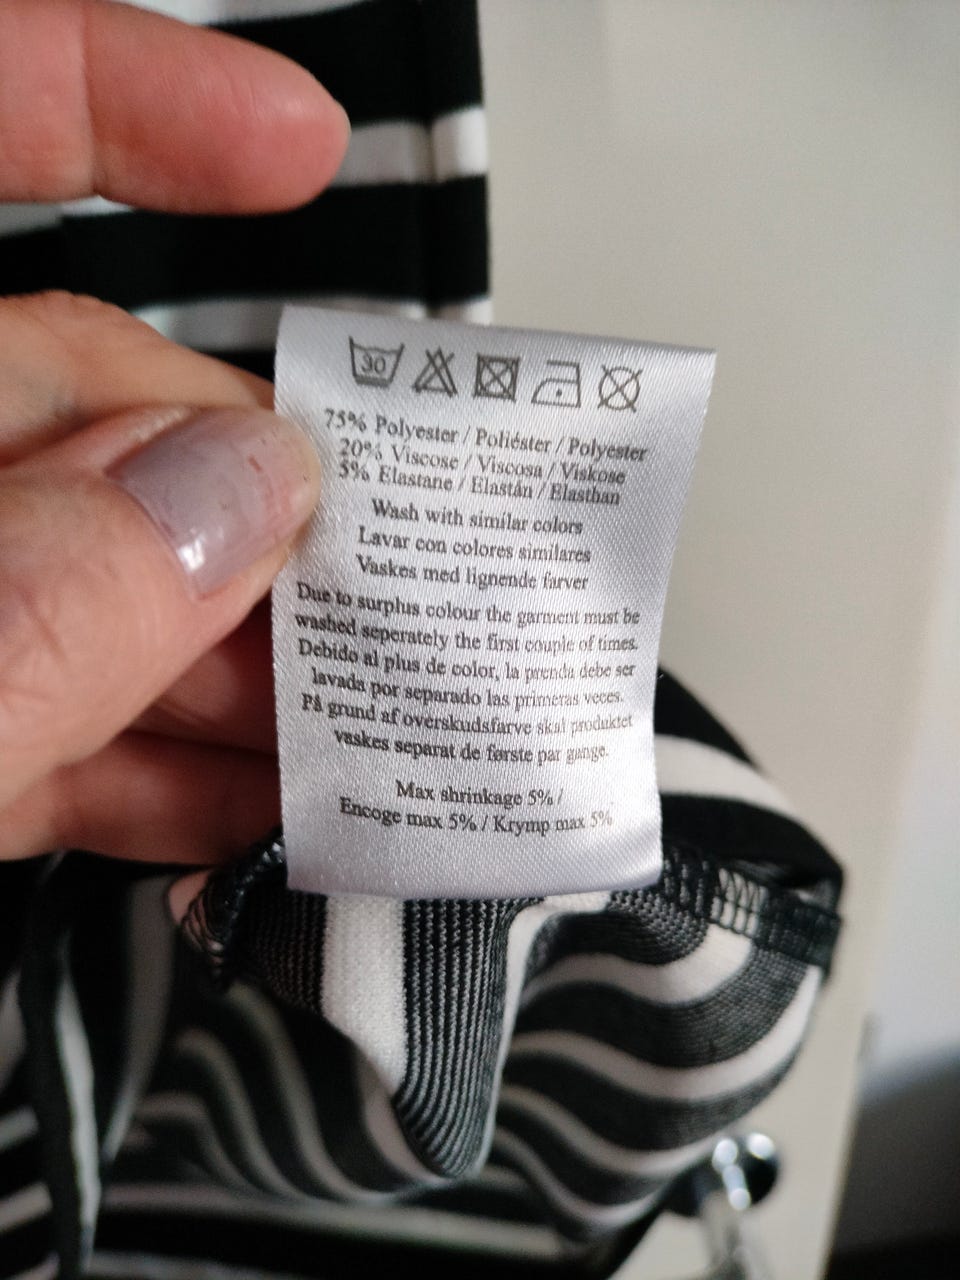 30
75% Polyester / Poliéster / Polyester
20% Viscose / Viscosa / Viskose
5% Elastane / Elastán / Elasthan
Wash with similar colors
Lavar con colores similares
Vaskes med lignende farver
Due to surplus colour the garment must be
washed seperately the first couple of times.
Debido al plus de color, la prenda debe ser
lavada por separado las primeras veces.
På grund af overskudsfarve skal produktet
vaskes separat de første par gange.
Max shrinkage 5% /
Encoge max 5% / Krymp max 5%